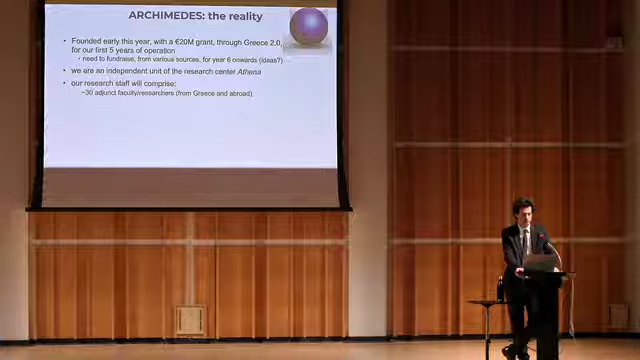 ARCHIMEDES: the reality
• Founded early this year, with a €20M grant, through Greece 2.0,
for our first 5 years of operation
• need to fundraise, from various sources, for year 6 onwards (ideas?)
• we are an independent unit of the research center Athena
• our research staff will comprise:
~30 adjunct faculty/researchers (from Greece and abroad)